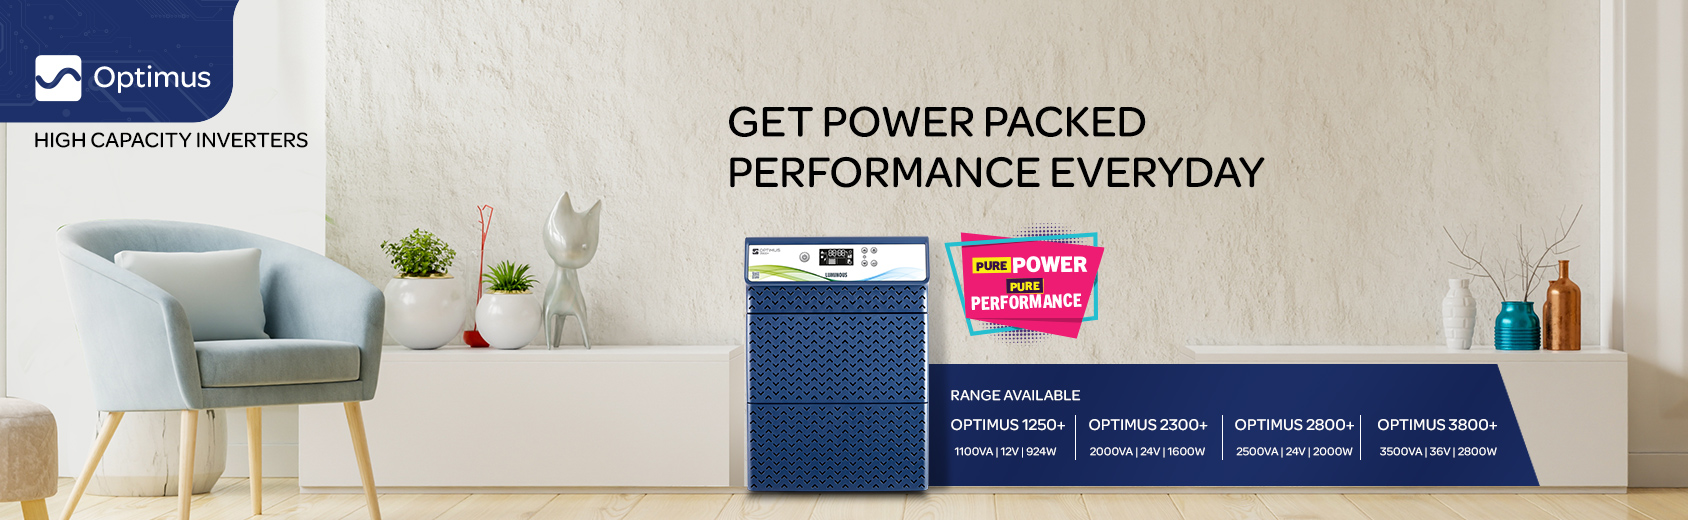 Optimus
HIGH CAPACITY INVERTERS
GET POWER PACKED
PERFORMANCE EVERYDAY
OPTIMUS
LUMINOUS
PURE POWER
PURE
PERFORMANCE
RANGE AVAILABLE
OPTIMUS 1250+
1100VA | 12V | 924W
OPTIMUS 2300+
2000VA | 24V | 1600W
OPTIMUS 2800+
2500VA | 24V | 2000W
OPTIMUS 3800+
3500VA | 36V | 2800W